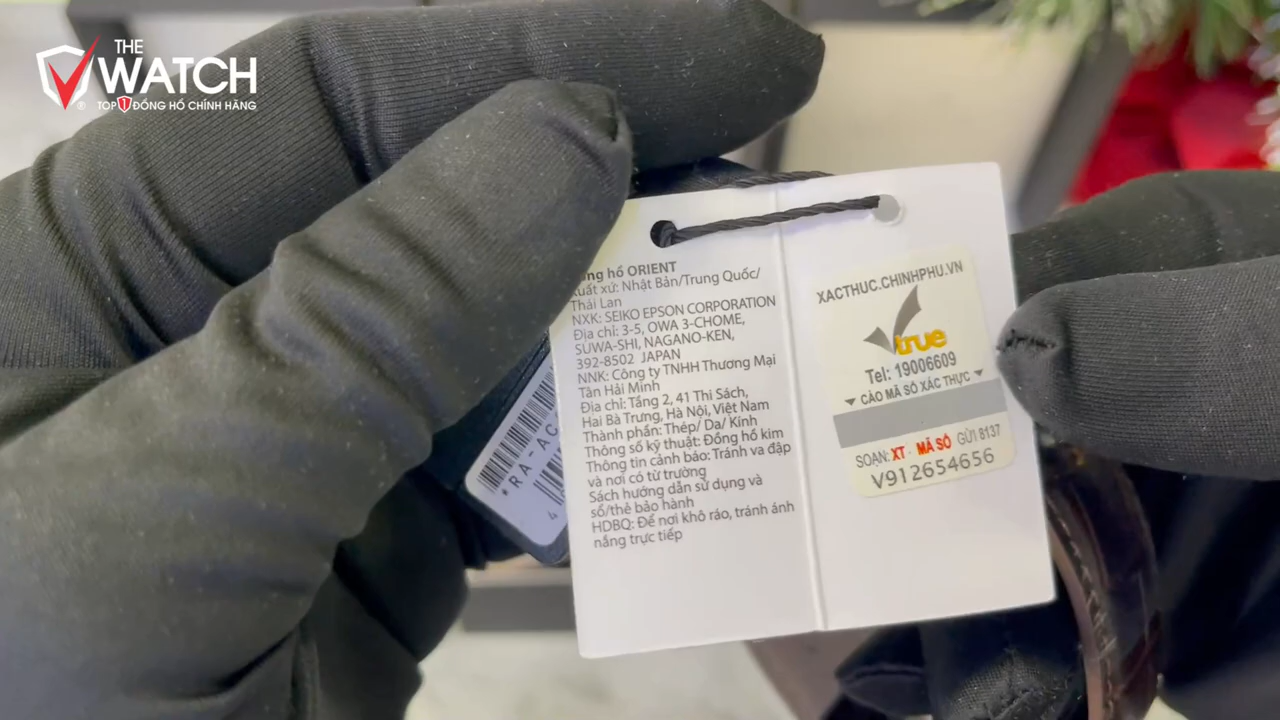 THE
WATCH
TOP 1 ĐỒNG HỒ CHÍNH HÃNG
hồ ORIENT
xuất xứ: Nhật Bản/Trung Quốc/
Thái Lan
NXK: SEIKO EPSON CORPORATION
Địa chỉ: 3-5, OWA 3-CHOME,
SUWA-SHI, NAGANO-KEN,
392-8502 JAPAN
NNK: Công ty TNHH Thương Mại
Tân Hải Minh
Địa chỉ: Tầng 2, 41 Thi Sách,
Hai Bà Trưng, Hà Nội, Việt Nam
Thành phần: Thép/ Da/ Kính
Thông số kỹ thuật: Đồng hồ kim
Thông tin cảnh báo: Tránh va đập
và nơi có từ trường
Sách hướng dẫn sử dụng và
sổ/thẻ bảo hành
HDBQ: Để nơi khô ráo, tránh ánh
nắng trực tiếp
XACTHUC.CHINHPHU.VN
true
Tel: 19006609
CÀO MÃ SỐ XÁC THỰC
SOẠN: XT MÃ SỐ GỬI 8137
V912654656
*RA-AC
4